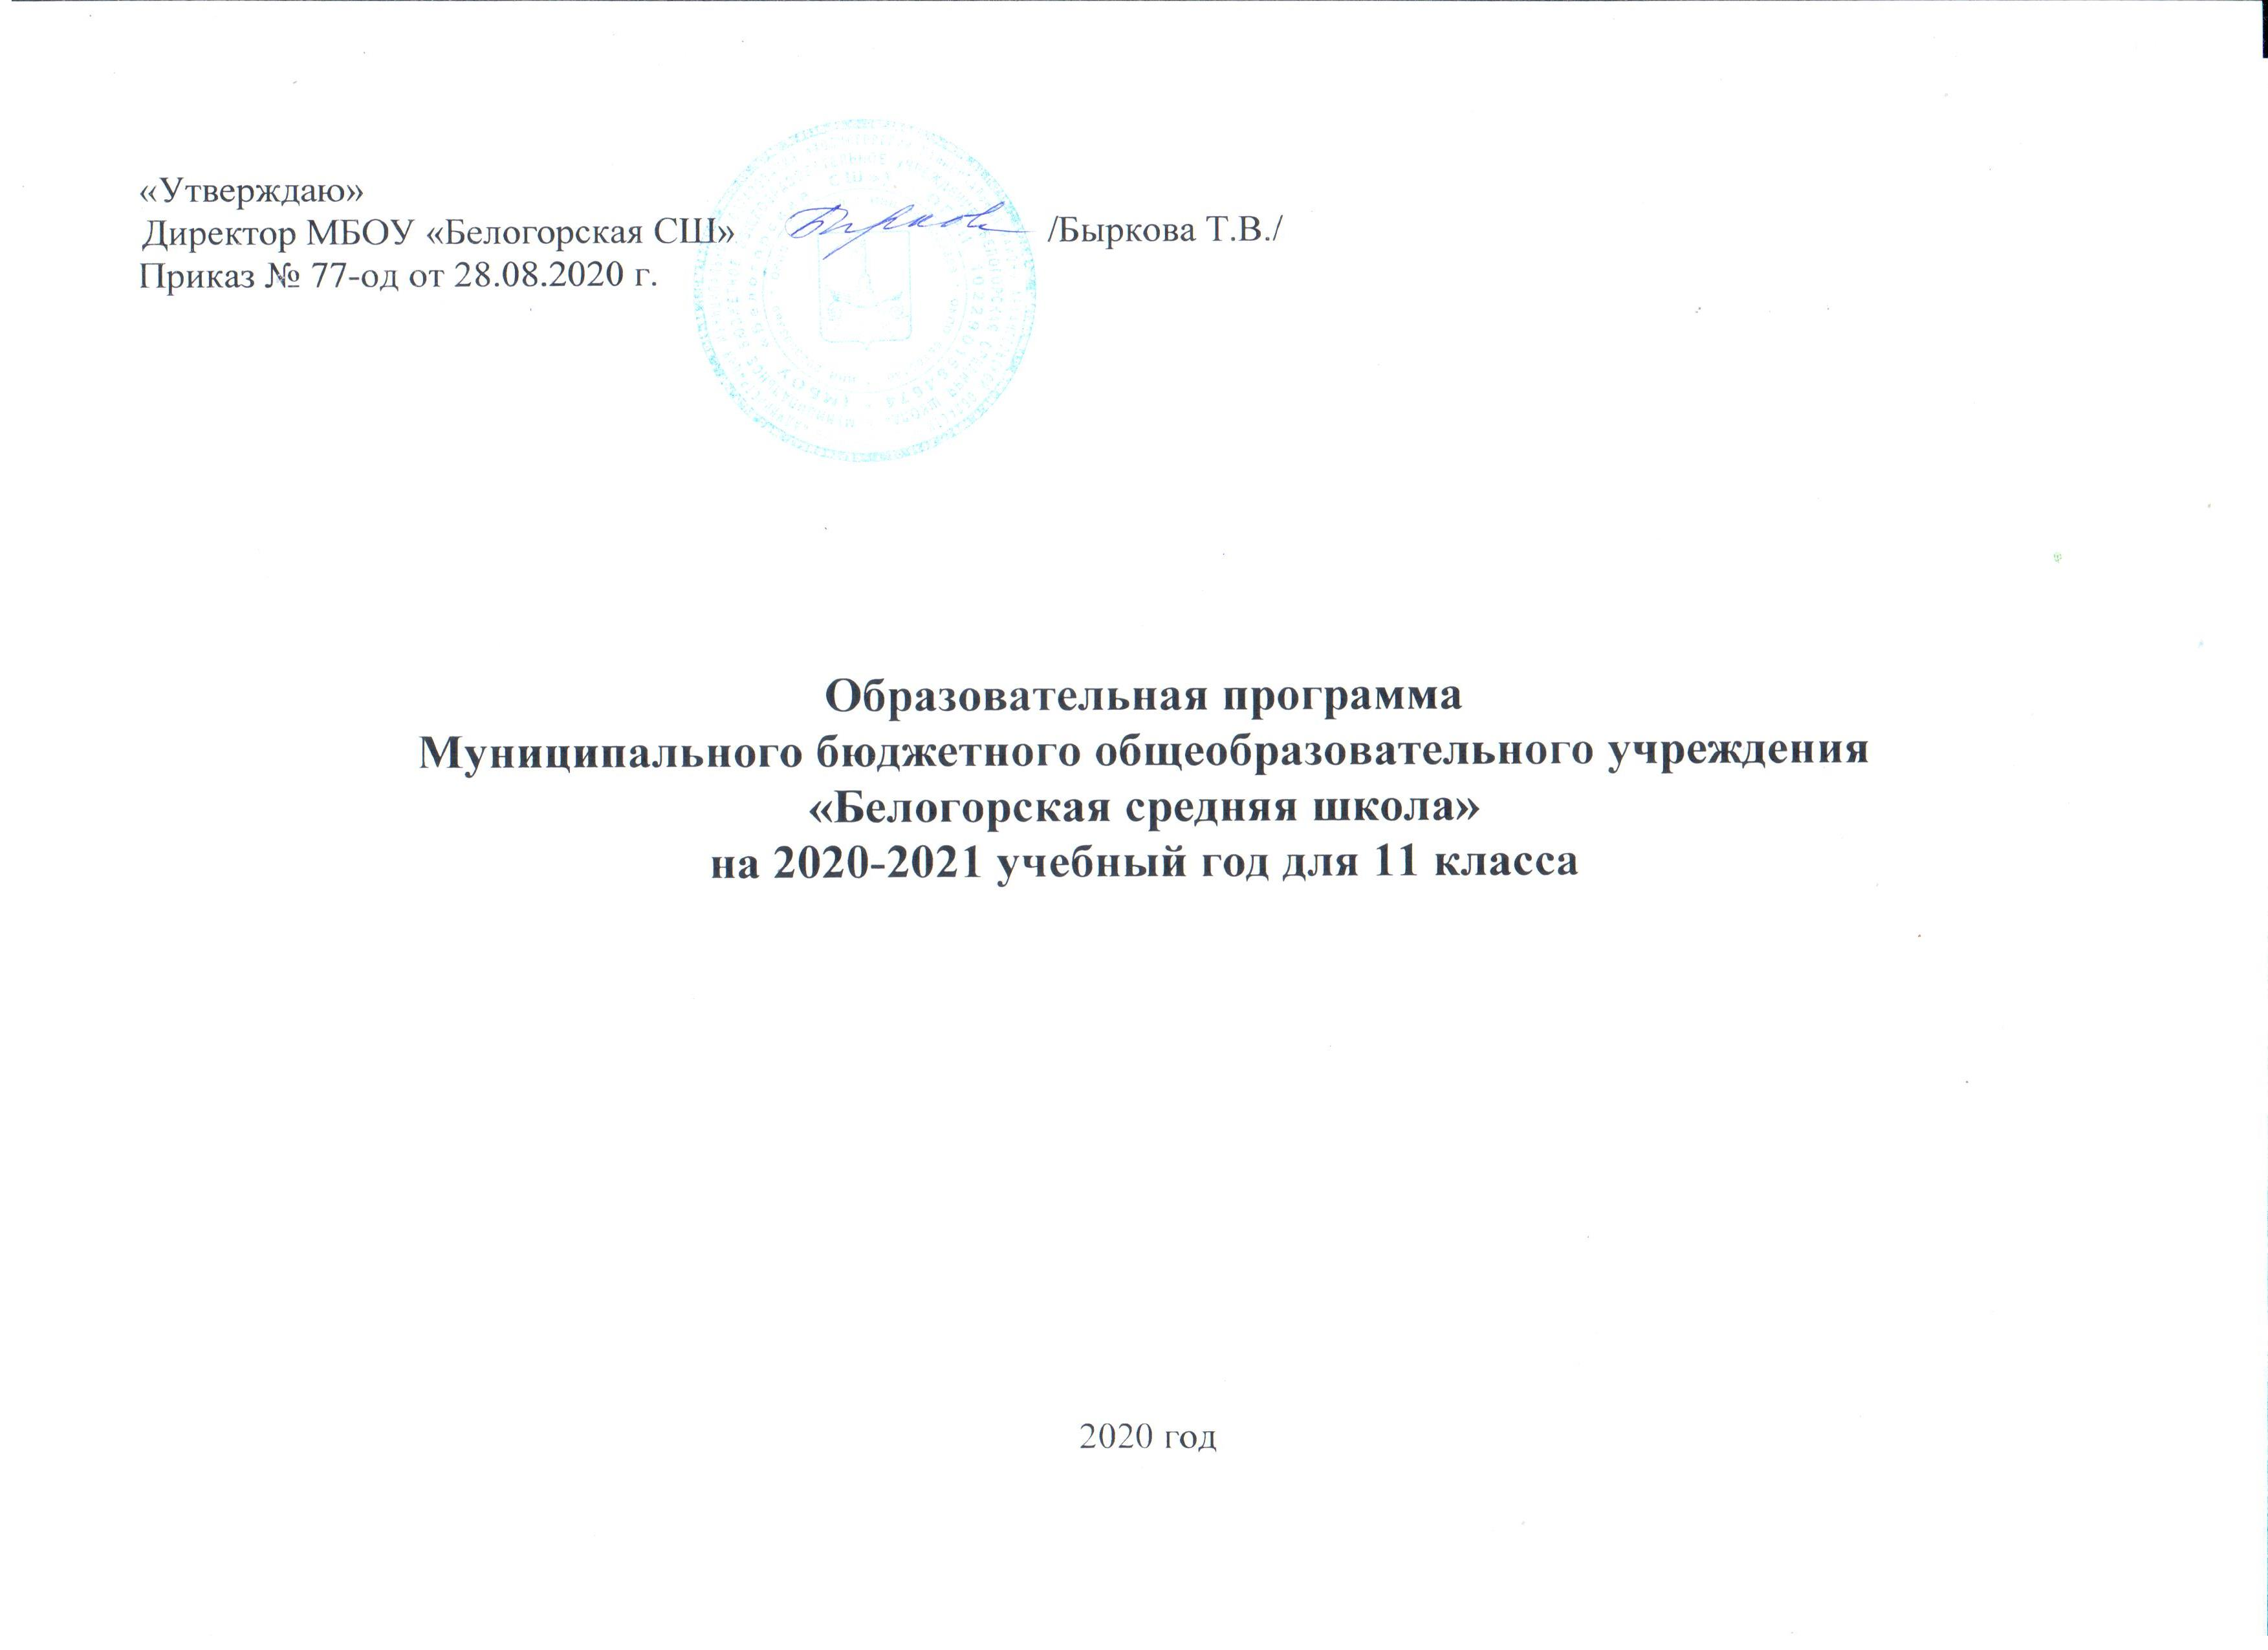 «Утверждаю»
Директор МБОУ «Белогорская СШ» /Быркова Т.В./
Приказ № 77-од от 28.08.2020 г.
Образовательная программа
Муниципального бюджетного общеобразовательного учреждения
«Белогорская средняя школа»
на 2020-2021 учебный год для 11 класса
2020 год